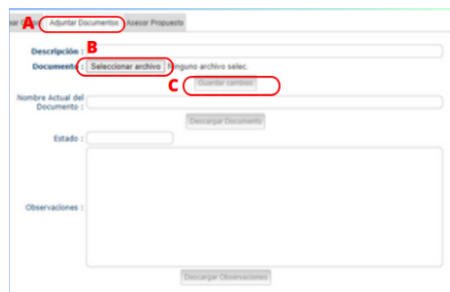 A Adjuntar Documentos Asesor Propuesto
B
Descripción :
Documento : Seleccionar archivo Ninguno archivo selec.
C Guardar cambios
Nombre Actual del
Documento :
Descargar Documento
Estado :
Observaciones :
Descargar Observaciones